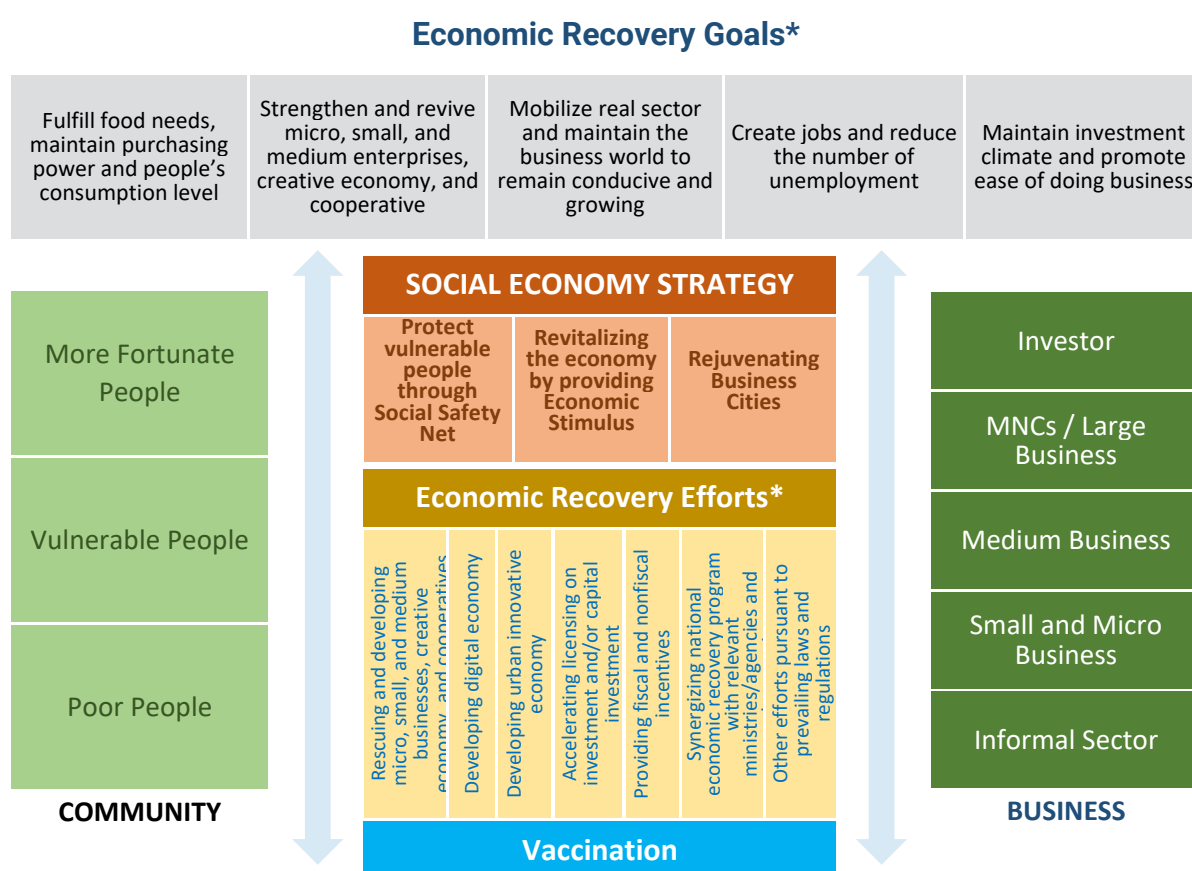 Economic Recovery Goals*
Fulfill food needs,
maintain purchasing
power and people's
consumption level
Strengthen and revive
micro, small, and
medium enterprises,
creative economy, and
cooperative
Mobilize real sector
and maintain the
business world to
remain conducive and
growing
Create jobs and reduce
the number of
unemployment
Maintain investment
climate and promote
ease of doing business
More Fortunate
People
Vulnerable People
Poor People
COMMUNITY
SOCIAL ECONOMY STRATEGY
Protect
vulnerable
people
through
Social Safety
Net
Revitalizing
the economy
by providing
Economic
Stimulus
Rejuvenating
Business
Cities
Economic Recovery Efforts*
Rescuing and developing
micro, small, and medium
businesses, creative
economy, and cooperatives
Developing digital economy
Developing urban innovative
economy
Accelerating licensing on
investment and/or capital
investment
Providing fiscal and nonfiscal
incentives
Synergizing national
economic recovery program
with relevant
ministries/agencies and
Other efforts pursuant to
prevailing laws and
regulations
Vaccination
Investor
MNCs / Large
Business
Medium Business
Small and Micro
Business
Informal Sector
BUSINESS